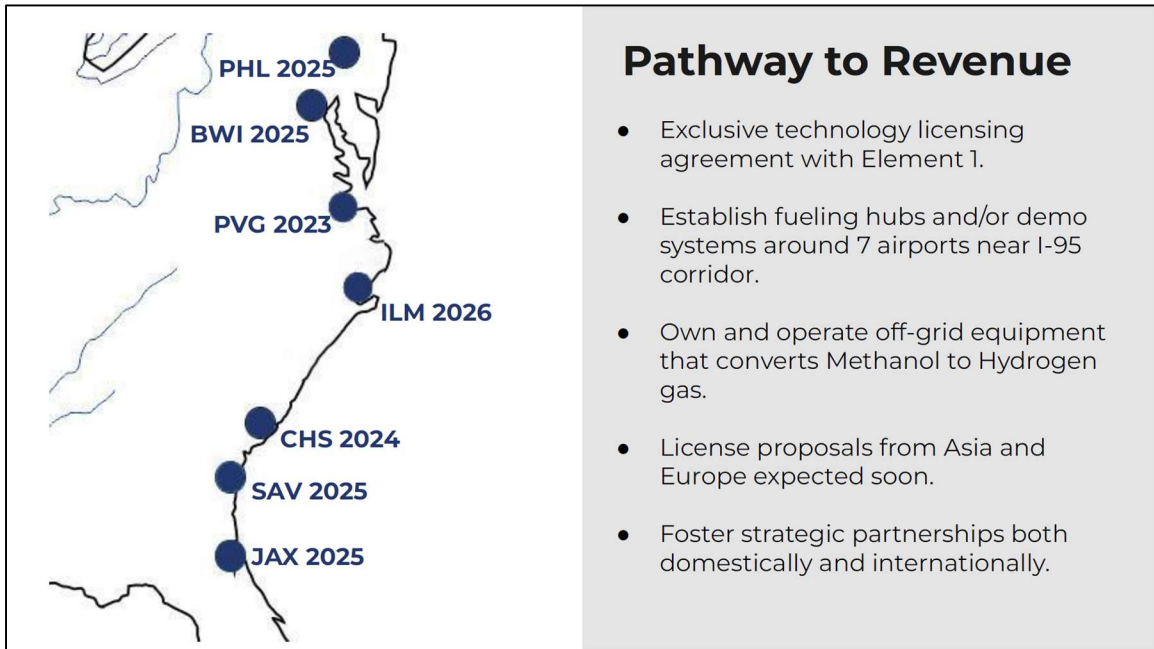 PHL 2025
BWI 2025
PVG 2023
ILM 2026
CHS 2024
SAV 2025
JAX 2025
Pathway to Revenue
● Exclusive technology licensing
agreement with Element 1.
● Establish fueling hubs and/or demo
systems around 7 airports near I-95
corridor.
● Own and operate off-grid equipment
that converts Methanol to Hydrogen
gas.
● License proposals from Asia and
Europe expected soon.
● Foster strategic partnerships both
domestically and internationally.